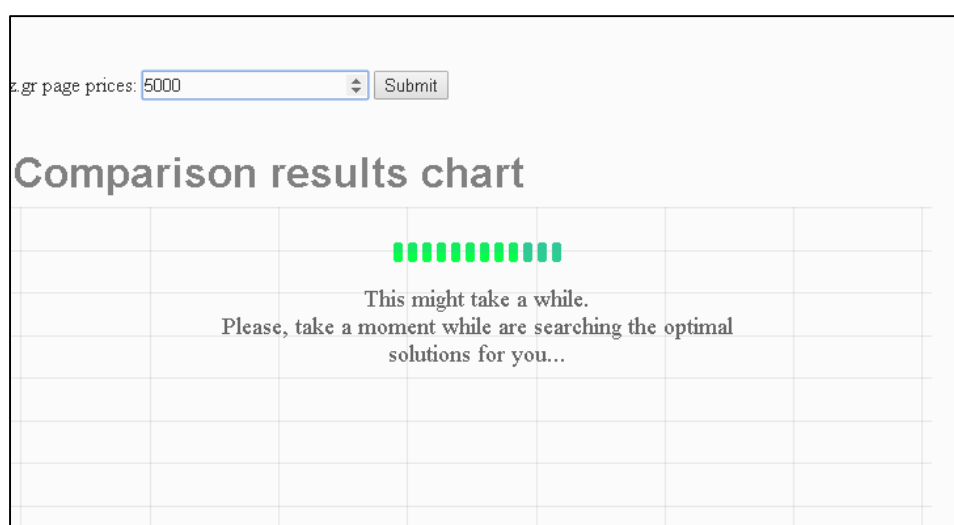 z.gr page prices: 5000 Submit
Comparison results chart
This might take a while.
Please, take a moment while are searching the optimal
solutions for you...